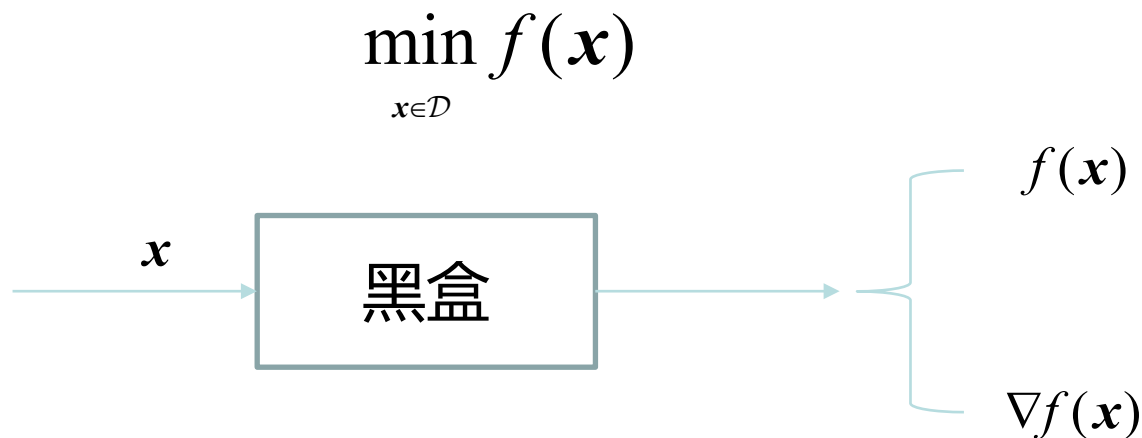 min f(x)
x∈𝒟
f(x)
x
黑盒
∇f(x)